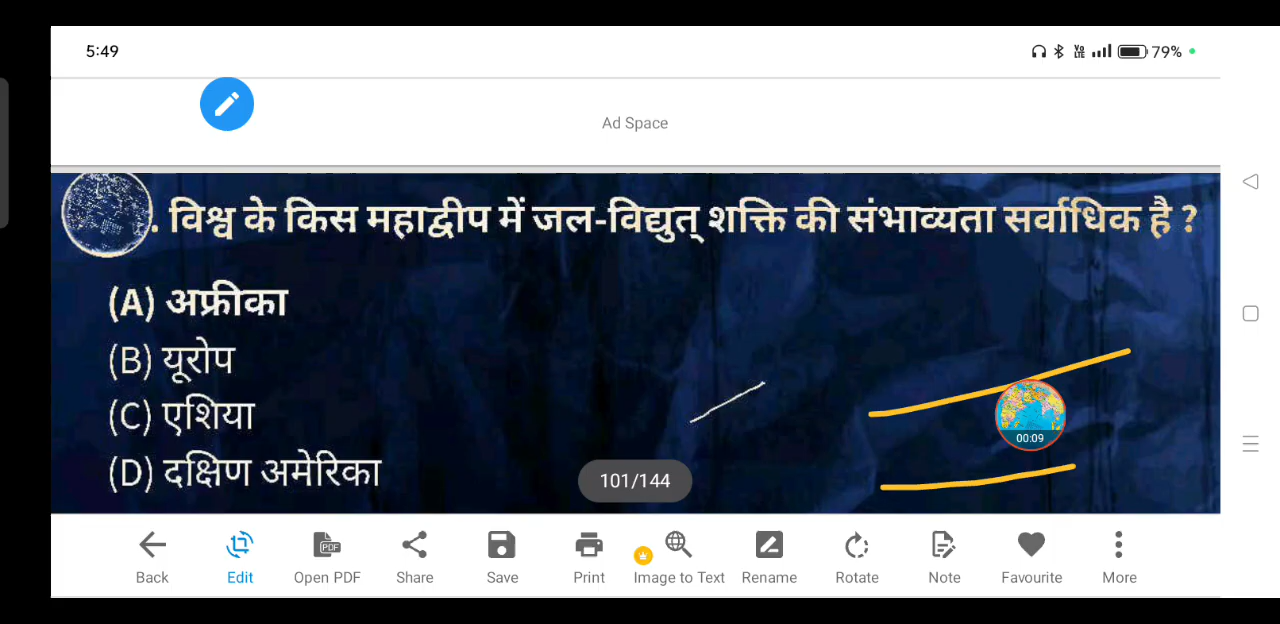 5:49
79%
Ad Space
. विश्व के किस महाद्वीप में जल-विद्युत् शक्ति की संभाव्यता सर्वाधिक है ?
(A) अफ्रीका
(B) यूरोप
(C) एशिया
(D) दक्षिण अमेरिका
00:09
101/144
Back Edit Open PDF Share Save Print Image to Text Rename Rotate Note Favourite More